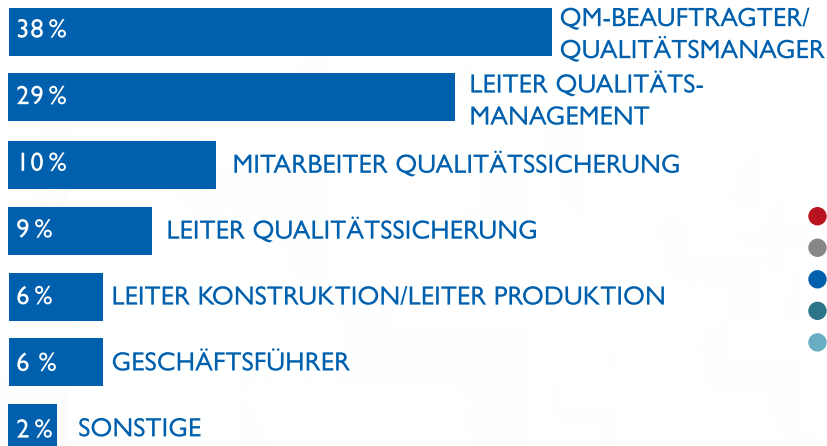 38 % QM-BEAUFTRAGTER/
QUALITÄTSMANAGER
29 % LEITER QUALITÄTS-
MANAGEMENT
10 % MITARBEITER QUALITÄTSSICHERUNG
9 % LEITER QUALITÄTSSICHERUNG
6 % LEITER KONSTRUKTION/LEITER PRODUKTION
6 % GESCHÄFTSFÜHRER
2 % SONSTIGE